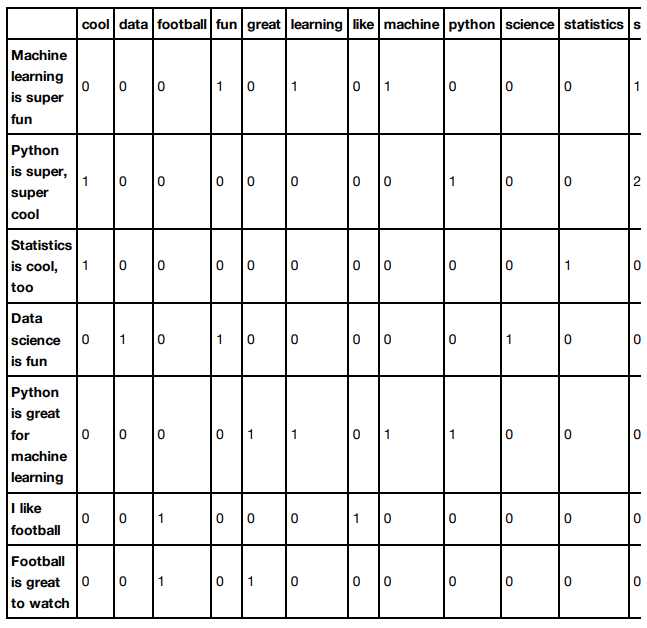 cool data football fun great learning like machine python science statistics s
Machine
learning
is super
fun
0 0 0 1 0 1 0 1 0 0 0 1
Python
is super,
super
cool
1 0 0 0 0 0 0 0 1 0 0 2
Statistics
is cool,
too
1 0 0 0 0 0 0 0 0 0 1 0
Data
science
is fun
0 1 0 1 0 0 0 0 0 1 0 0
Python
is great
for
machine
learning
0 0 0 0 1 1 0 1 1 0 0 0
I like
football
0 0 1 0 0 0 1 0 0 0 0 0
Football
is great
to watch
0 0 1 0 1 0 0 0 0 0 0 0